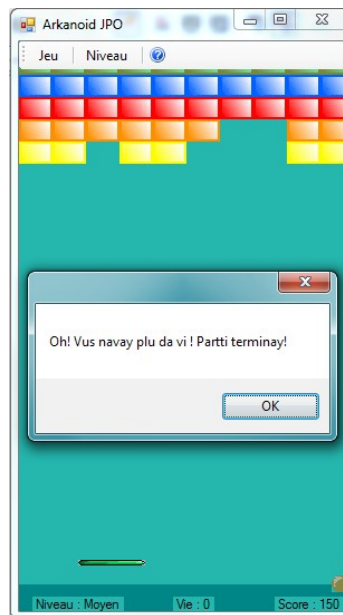 Arkanoid JPO
Jeu Niveau
Oh! Vus navay plu da vi ! Partti terminay!
OK
Niveau : Moyen Vie : 0 Score : 150